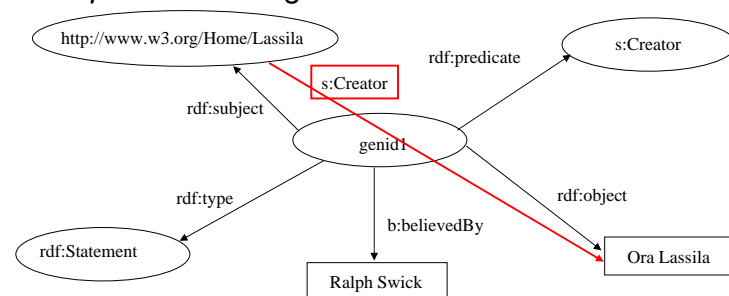 http://www.w3.org/Home/Lassila
s:Creator
rdf:predicate
s:Creator
rdf:subject
genid1
rdf:type
rdf:object
b:believedBy
rdf:Statement
Ora Lassila
Ralph Swick